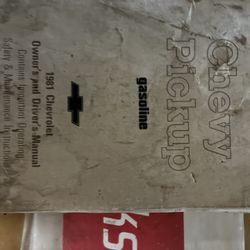 Chevy
Pickup
gasoline
1981 Chevrolet
Owner's and Driver's Manual
Contains Important Operating,
Safety & Maintenance Instructions